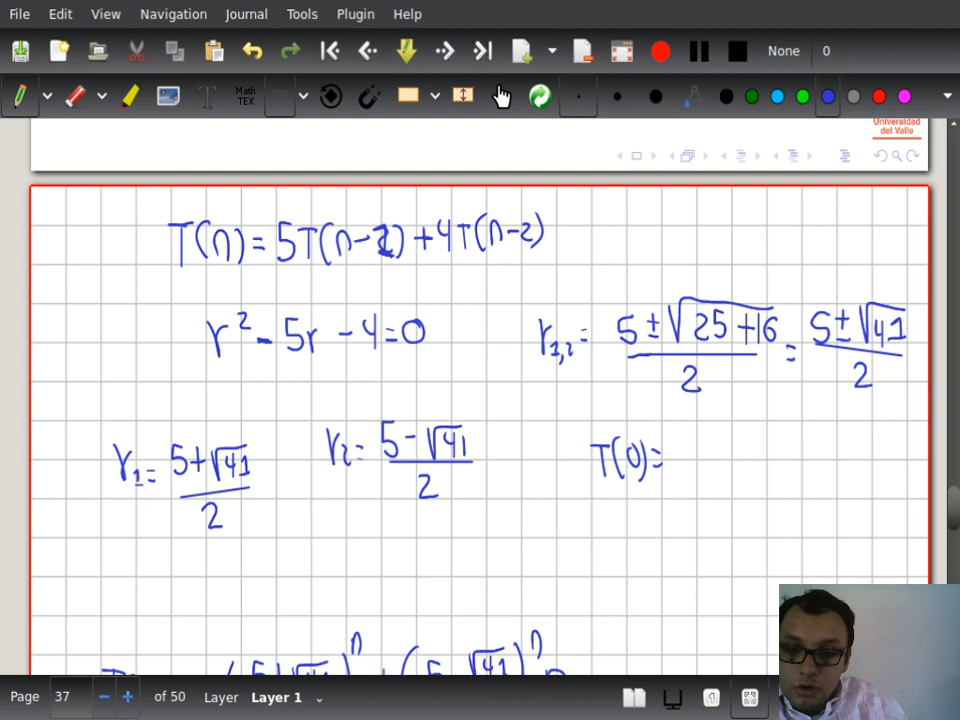 File Edit View Navigation Journal Tools Plugin Help
None 0
Math TEX
Universidad del Valle
T(n) = 5T(n-1) + 4T(n-2)
r² - 5r - 4 = 0
r₁,₂ = (5 ± √(25 + 16))/2 = (5 ± √41)/2
r₁ = (5 + √41)/2
r₂ = (5 - √41)/2
T(0) =
Page 37 of 50 Layer Layer 1